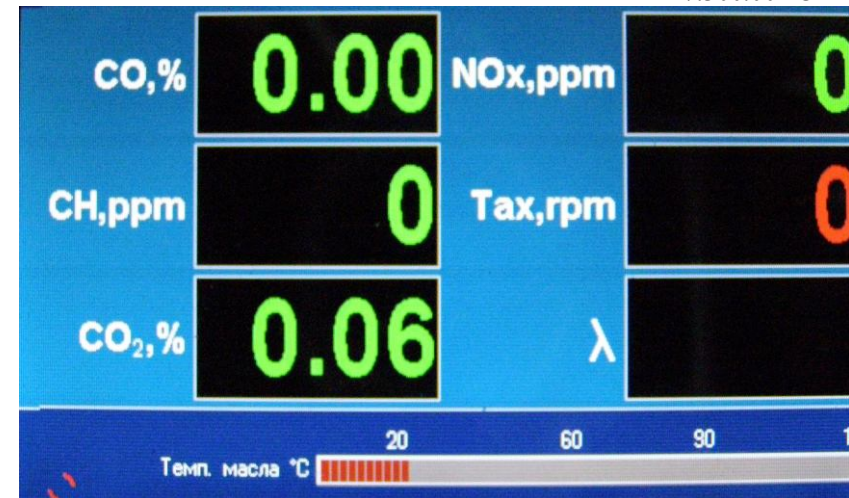 CO,% 0.00 NOx,ppm 0
CH,ppm 0 Tax,rpm 0
CO₂,% 0.06 λ
20 60 90 1
Темп. масла °C